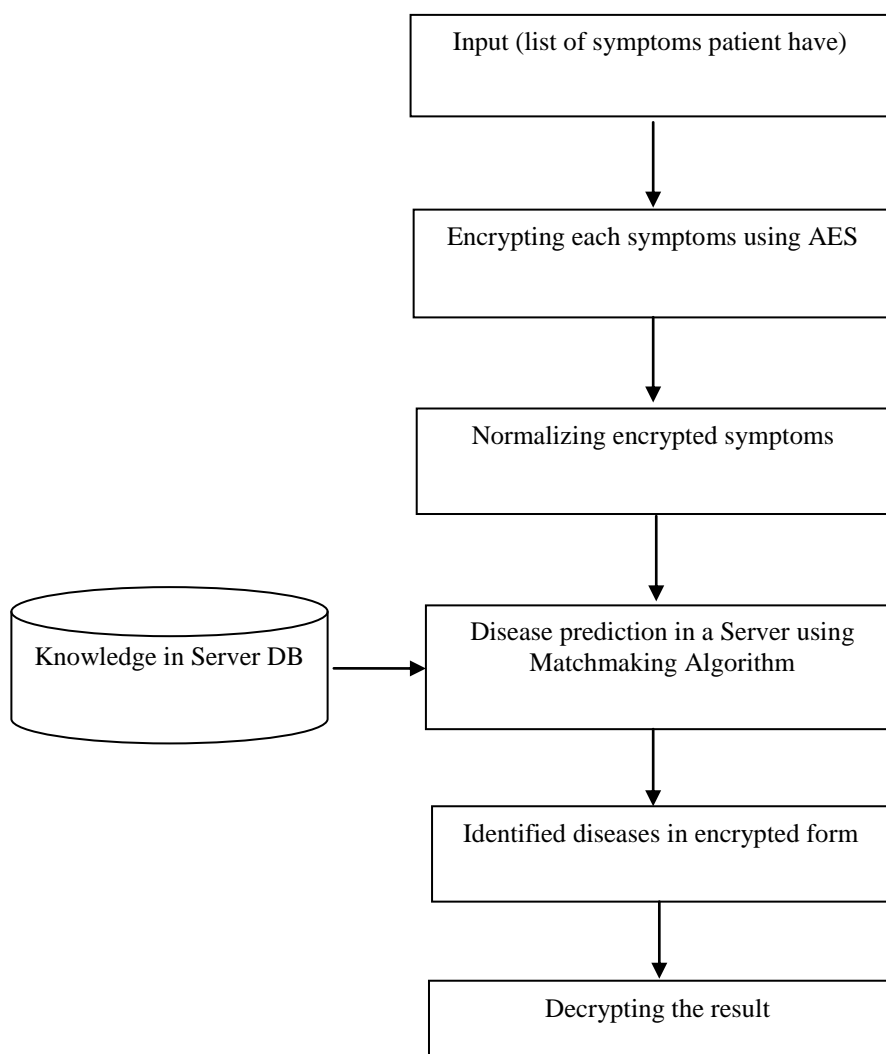 Input (list of symptoms patient have)
Encrypting each symptoms using AES
Normalizing encrypted symptoms
Knowledge in Server DB
Disease prediction in a Server using
Matchmaking Algorithm
Identified diseases in encrypted form
Decrypting the result